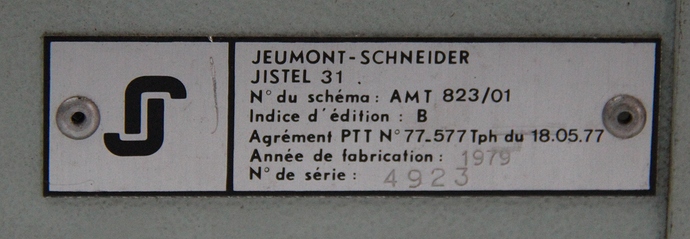 JEUMONT-SCHNEIDER
JISTEL 31 .
N° du schéma : AMT 823/01
Indice d'édition : B
Agrément PTT N° 77-577 Tph du 18.05.77
Année de fabrication : 1979
N° de série : 4923